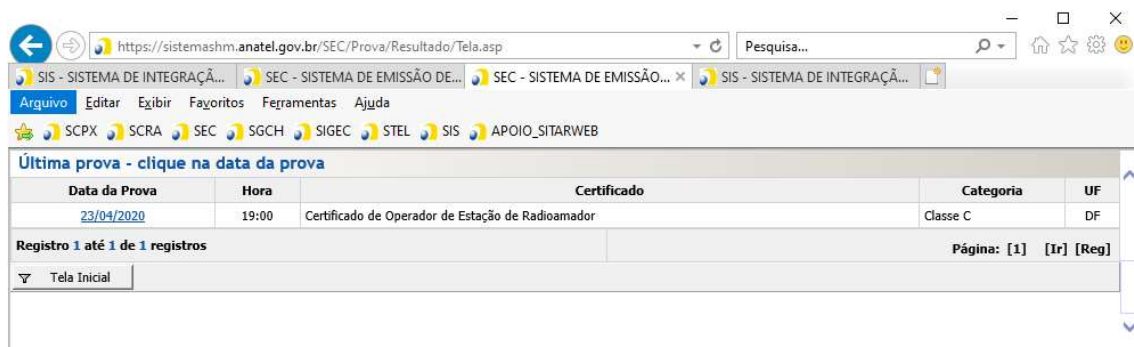 https://sistemashm.anatel.gov.br/SEC/Prova/Resultado/Tela.asp Pesquisa...
SIS - SISTEMA DE INTEGRAÇÃ... SEC - SISTEMA DE EMISSÃO DE... SEC - SISTEMA DE EMISSÃO... SIS - SISTEMA DE INTEGRAÇÃ...
Arquivo Editar Exibir Favoritos Ferramentas Ajuda
SCPX SCRA SEC SGCH SIGEC STEL SIS APOIO_SITARWEB
Última prova - clique na data da prova
Data da Prova Hora Certificado Categoria UF
23/04/2020 19:00 Certificado de Operador de Estação de Radioamador Classe C DF
Registro 1 até 1 de 1 registros Página: [1] [Ir] [Reg]
Tela Inicial